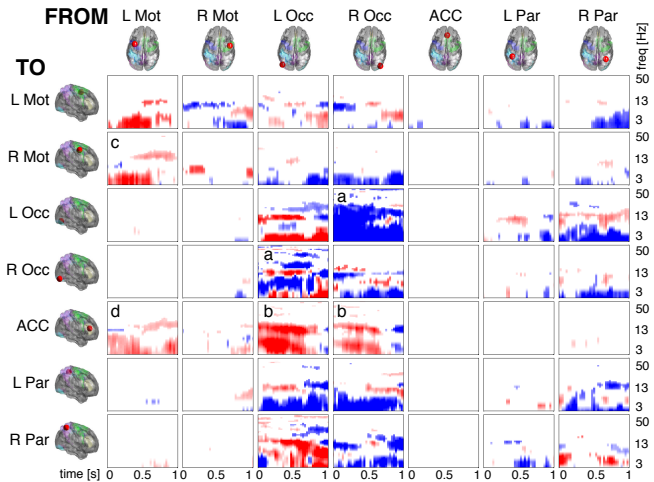 FROM L Mot R Mot L Occ R Occ ACC L Par R Par
freq [Hz]
TO
50
L Mot 13
3
50
R Mot c 13
3
50
L Occ a 13
3
50
R Occ a 13
3
50
ACC d b b 13
3
50
L Par 13
3
50
R Par 13
3
time [s] 0 0.5 1 0 0.5 1 0 0.5 1 0 0.5 1 0 0.5 1 0 0.5 1 0 0.5 1